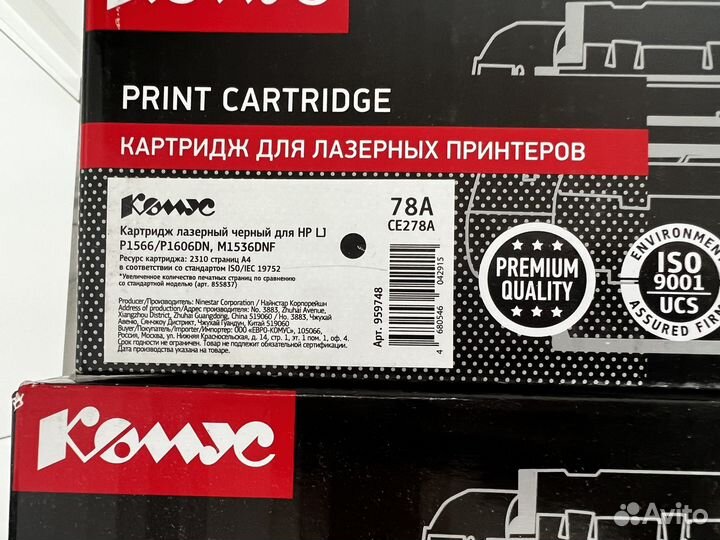 Комус
PRINT CARTRIDGE
КАРТРИДЖ ДЛЯ ЛАЗЕРНЫХ ПРИНТЕРОВ
Комус
78A
CE278A
Картридж лазерный черный для HP LJ
P1566/P1606DN, M1536DNF
Ресурс картриджа: 2310 страниц А4
в соответствии со стандартом ISO/IEC 19752
*Увеличенное количество печатных страниц по сравнению
со стандартной моделью (арт. 855837)
Producer/Производитель: Ninestar Corporation / Найнстар Корпорейшн
Address of production/Адрес производителя: No. 3883, Zhuhai Avenue,
Xiangzhou District, Zhuhai Guangdong, China 519060 / Но. 3883, Чжухай
Авеню, Сянчжоу Дистрикт, Чжухай Гуандун, Китай 519060
Buyer/Покупатель/Importer/Импортер: ООО «ЕВРО-КОМУС», 105066,
Россия, Москва, ул. Нижняя Красносельская, д. 14, стр. 1, эт. 1 пом. 1, оф. 4.
Срок годности не ограничен. Товар не подлежит обязательной сертификации.
Дата производства указана на товаре.
Арт. 959748
4 680546 042915
PREMIUM
QUALITY
ENVIRONMEN
ISO
9001
UCS
ASSURED FIRM
Комус
Avito